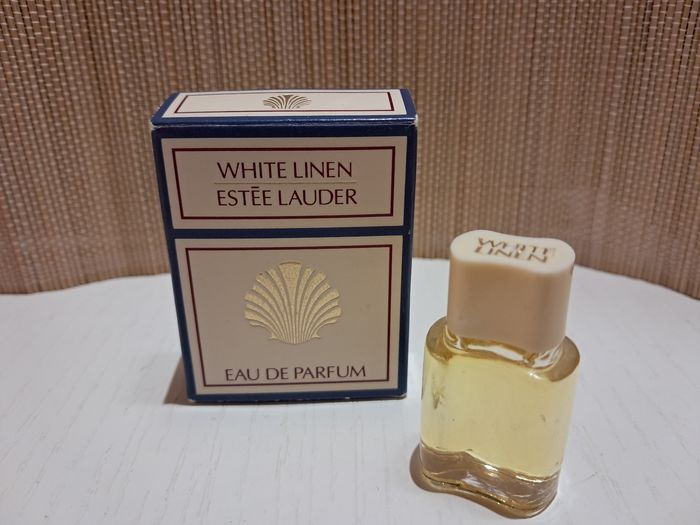 WHITE LINEN
ESTĒE LAUDER
EAU DE PARFUM
WHITE
LINEN